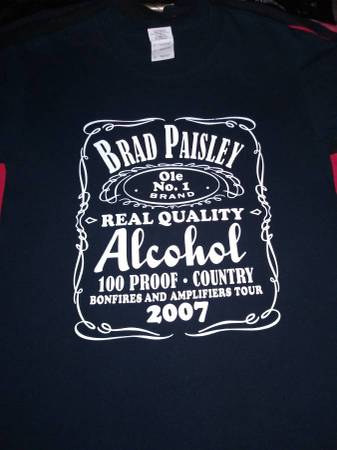 BRAD PAISLEY
Ole
No. 1
BRAND
REAL QUALITY
Alcohol
100 PROOF • COUNTRY
BONFIRES AND AMPLIFIERS TOUR
2007